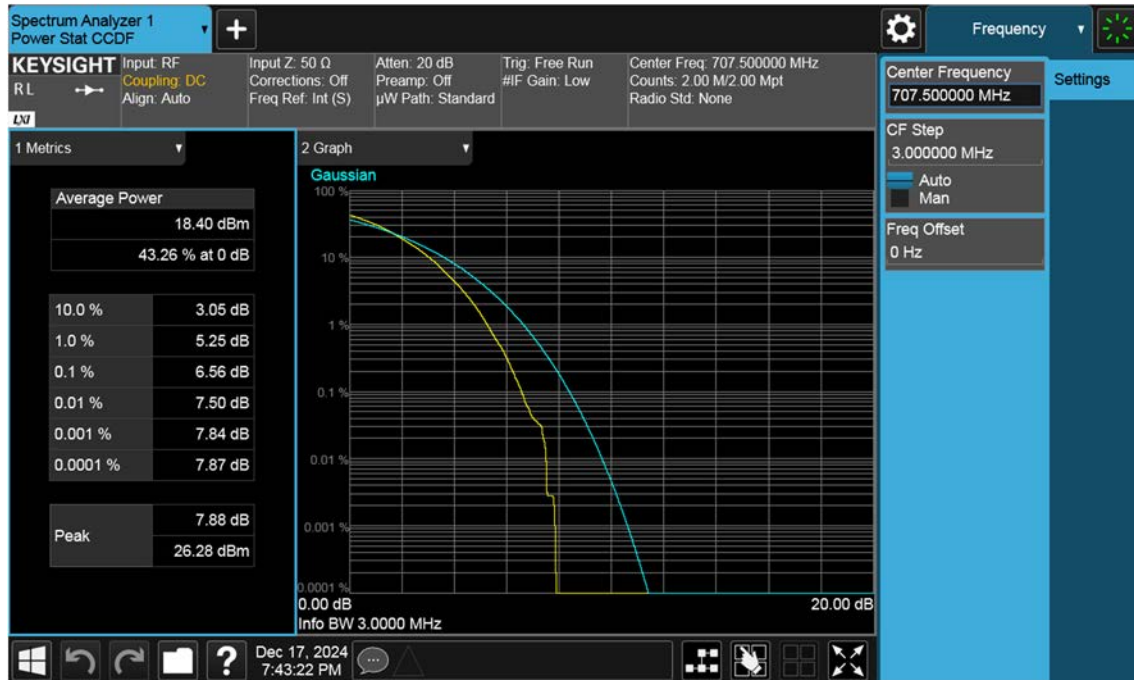 Spectrum Analyzer 1
Power Stat CCDF
Frequency
KEYSIGHT
R L
LXI
Input: RF
Coupling: DC
Align: Auto
Input Z: 50 Ω
Corrections: Off
Freq Ref: Int (S)
Atten: 20 dB
Preamp: Off
µW Path: Standard
Trig: Free Run
#IF Gain: Low
Center Freq: 707.500000 MHz
Counts: 2.00 M/2.00 Mpt
Radio Std: None
Center Frequency
707.500000 MHz
Settings
CF Step
3.000000 MHz
Auto
Man
Freq Offset
0 Hz
1 Metrics
Average Power
18.40 dBm
43.26 % at 0 dB
10.0 % 3.05 dB
1.0 % 5.25 dB
0.1 % 6.56 dB
0.01 % 7.50 dB
0.001 % 7.84 dB
0.0001 % 7.87 dB
Peak
7.88 dB
26.28 dBm
2 Graph
Gaussian
100 %
10 %
1 %
0.1 %
0.01 %
0.001 %
0.0001 %
0.00 dB 20.00 dB
Info BW 3.0000 MHz
?
Dec 17, 2024
7:43:22 PM